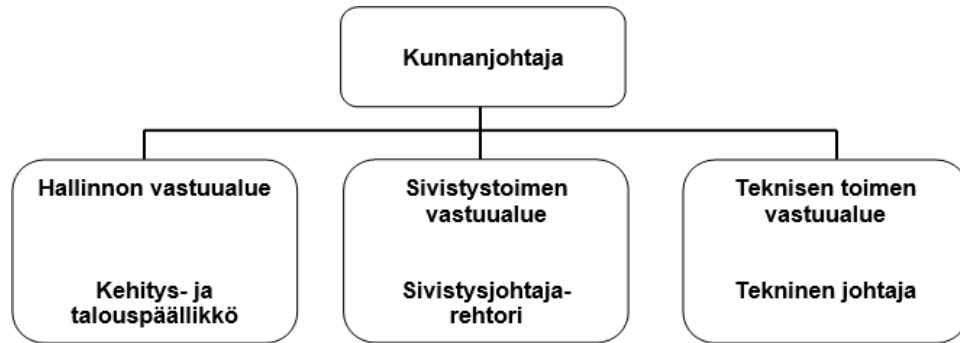 Kunnanjohtaja
Hallinnon vastuualue
Kehitys- ja
talouspäällikkö
Sivistystoimen
vastuualue
Sivistysjohtaja-
rehtori
Teknisen toimen
vastuualue
Tekninen johtaja